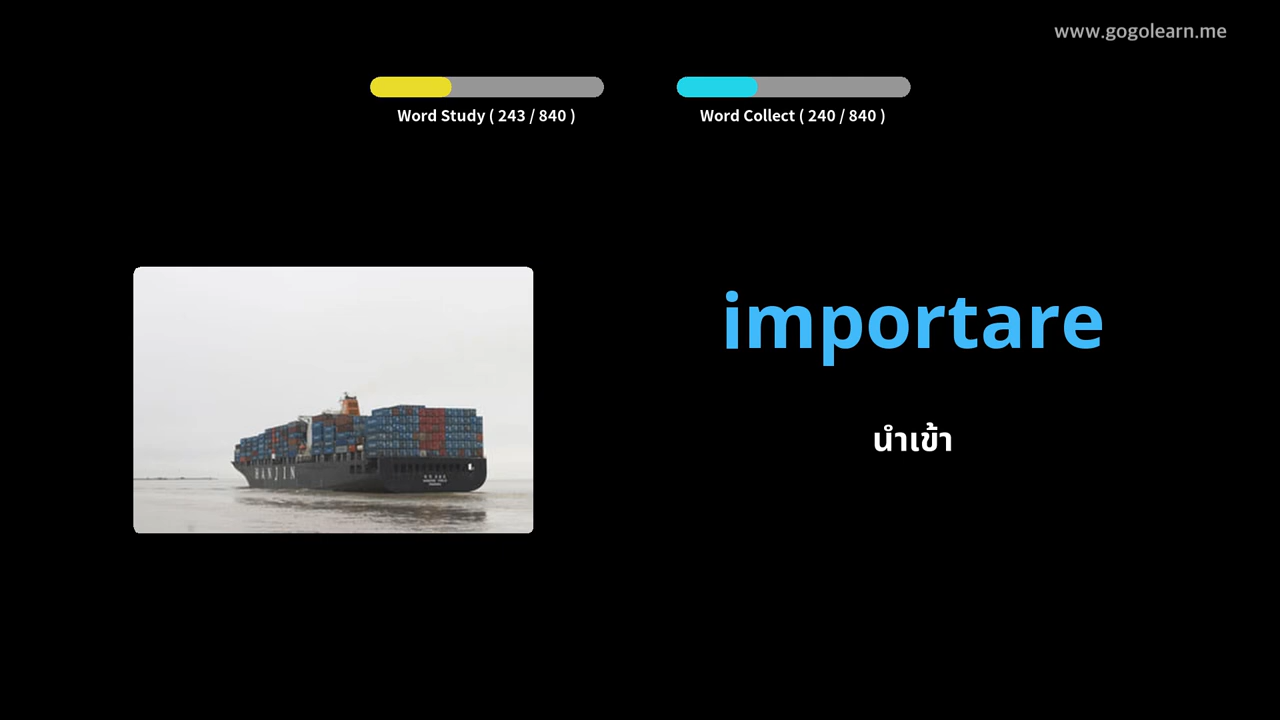 www.gogolearn.me
Word Study ( 243 / 840 )
Word Collect ( 240 / 840 )
importare
นำเข้า
HANJIN